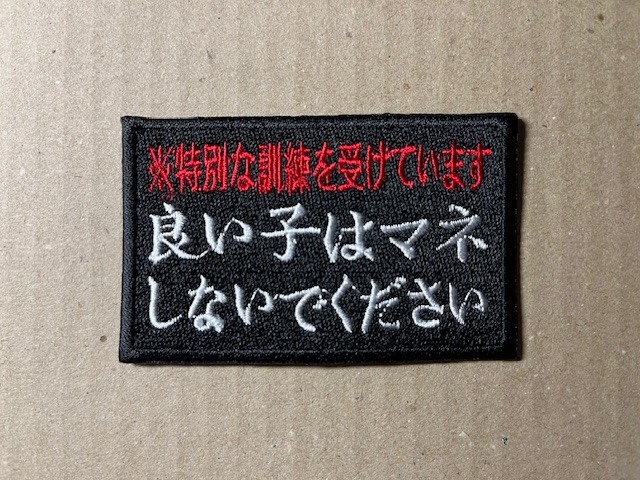 ※特別な訓練を受けています
良い子はマネ
しないでください